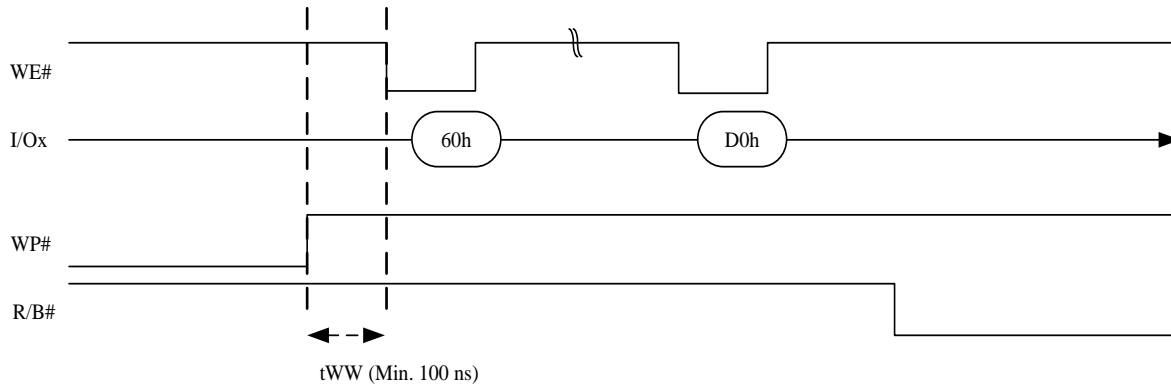 WE#
I/Ox
60h
D0h
WP#
R/B#
tWW (Min. 100 ns)